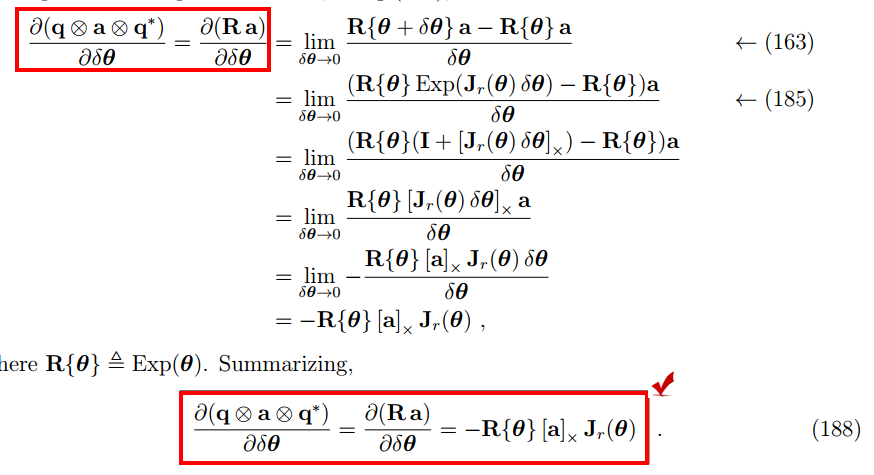 ∂(q ⊗ a ⊗ q*)/∂δθ = ∂(R a)/∂δθ = lim_{δθ→0} (R{θ + δθ} a − R{θ} a)/δθ ← (163)
= lim_{δθ→0} ((R{θ} Exp(J_r(θ) δθ) − R{θ})a)/δθ ← (185)
= lim_{δθ→0} ((R{θ}(I + [J_r(θ) δθ]_×) − R{θ})a)/δθ
= lim_{δθ→0} (R{θ} [J_r(θ) δθ]_× a)/δθ
= lim_{δθ→0} −(R{θ} [a]_× J_r(θ) δθ)/δθ
= −R{θ} [a]_× J_r(θ) ,
here R{θ} ≜ Exp(θ). Summarizing,
∂(q ⊗ a ⊗ q*)/∂δθ = ∂(R a)/∂δθ = −R{θ} [a]_× J_r(θ) . (188)